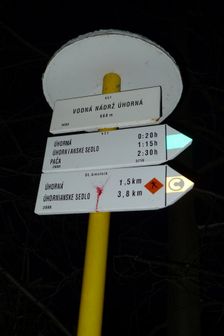 VODNÁ NÁDRŽ ÚHORNÁ
ÚHORNÁ 0:20h
ÚHORNIANSKE SEDLO 1:15h
PAČA 2:30h
ÚHORNÁ 1,5km
ÚHORNIANSKE SEDLO 3,8km
C